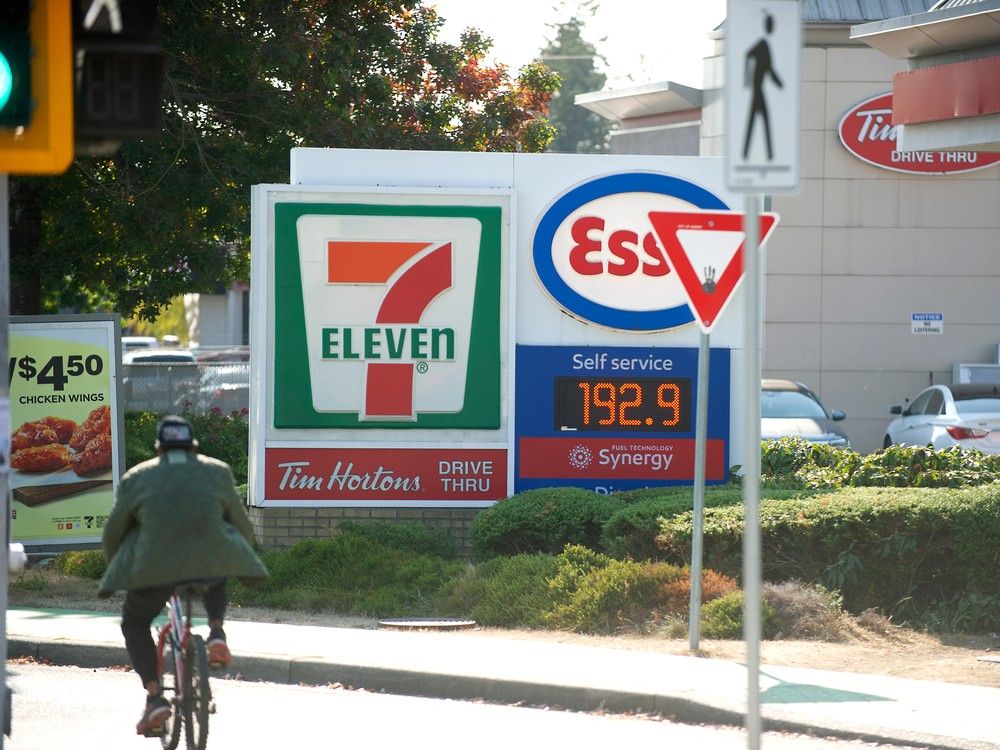 $4.50
CHICKEN WINGS
7
ELEVEn
®
Tim Hortons.
DRIVE
THRU
Ess
Self service
192.9
FUEL TECHNOLOGY
Synergy
Tim
DRIVE THRU
NOTICE
NO
LOITERING